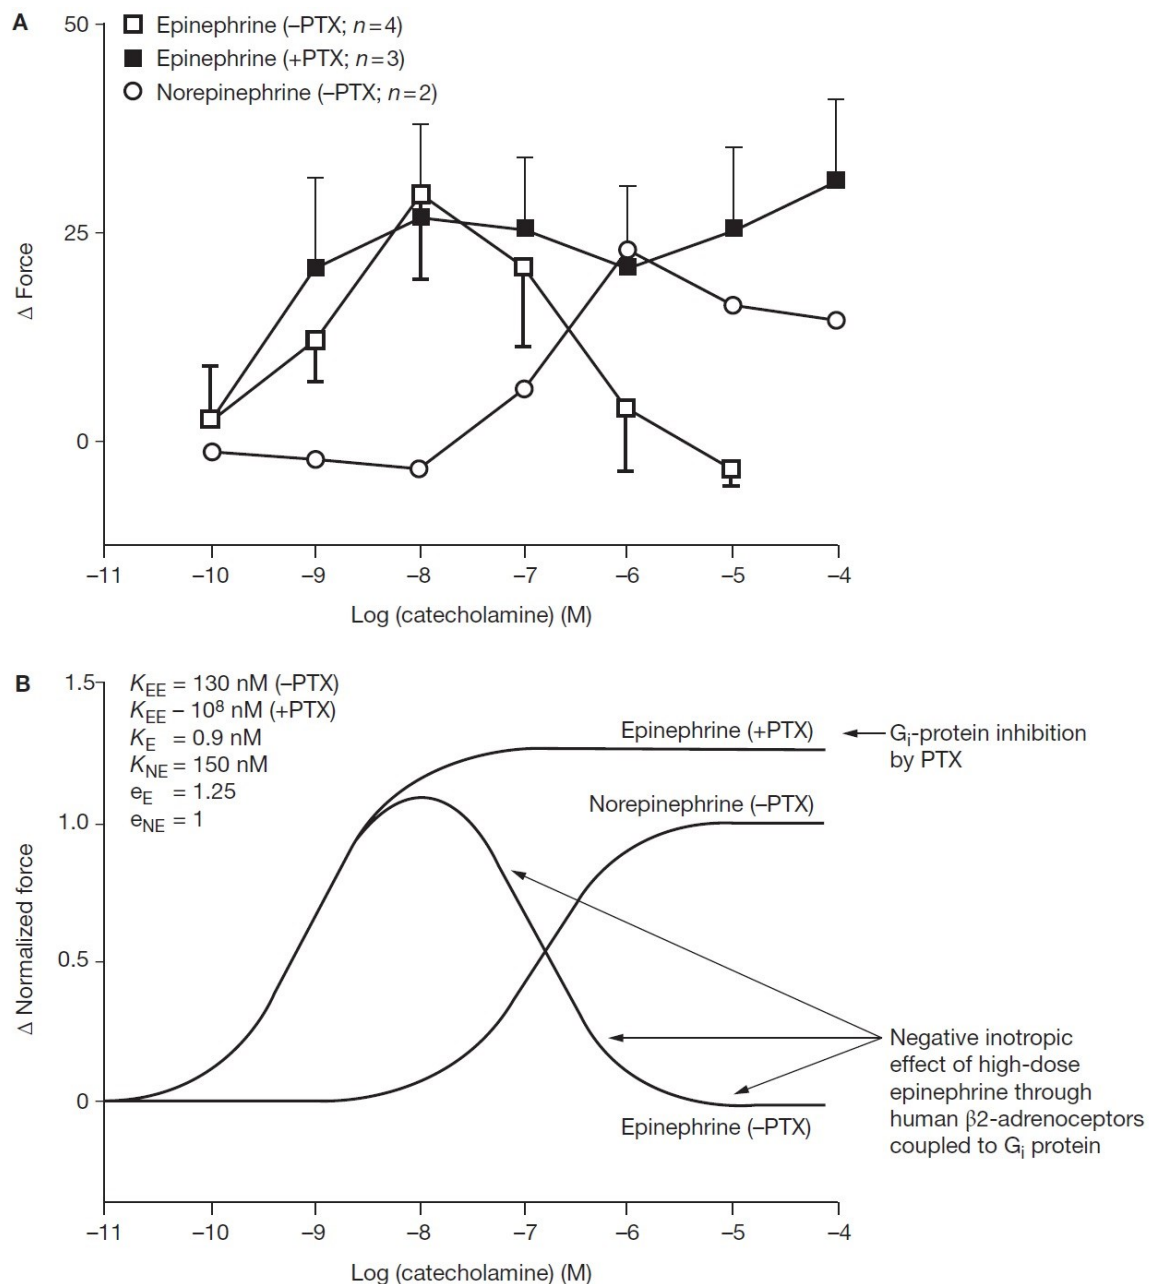 A
50
Epinephrine (–PTX; n=4)
Epinephrine (+PTX; n=3)
Norepinephrine (–PTX; n=2)
25
0
Δ Force
–11
–10
–9
–8
–7
–6
–5
–4
Log (catecholamine) (M)
B
1.5
K_EE = 130 nM (–PTX)
K_EE – 10⁸ nM (+PTX)
K_E = 0.9 nM
K_NE = 150 nM
e_E = 1.25
e_NE = 1
1.0
0.5
0
Δ Normalized force
Epinephrine (+PTX)
Gᵢ-protein inhibition
by PTX
Norepinephrine (–PTX)
Negative inotropic
effect of high-dose
epinephrine through
human β2-adrenoceptors
coupled to Gᵢ protein
Epinephrine (–PTX)
–11
–10
–9
–8
–7
–6
–5
–4
Log (catecholamine) (M)